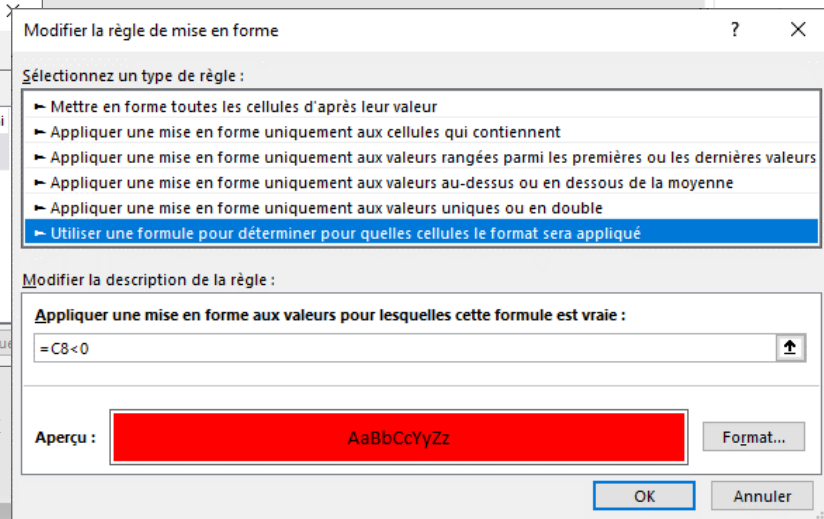 Modifier la règle de mise en forme
Sélectionnez un type de règle :
► Mettre en forme toutes les cellules d'après leur valeur
► Appliquer une mise en forme uniquement aux cellules qui contiennent
► Appliquer une mise en forme uniquement aux valeurs rangées parmi les premières ou les dernières valeurs
► Appliquer une mise en forme uniquement aux valeurs au-dessus ou en dessous de la moyenne
► Appliquer une mise en forme uniquement aux valeurs uniques ou en double
► Utiliser une formule pour déterminer pour quelles cellules le format sera appliqué
Modifier la description de la règle :
Appliquer une mise en forme aux valeurs pour lesquelles cette formule est vraie :
=C8<0
Aperçu : AaBbCcYyZz Format...
OK Annuler